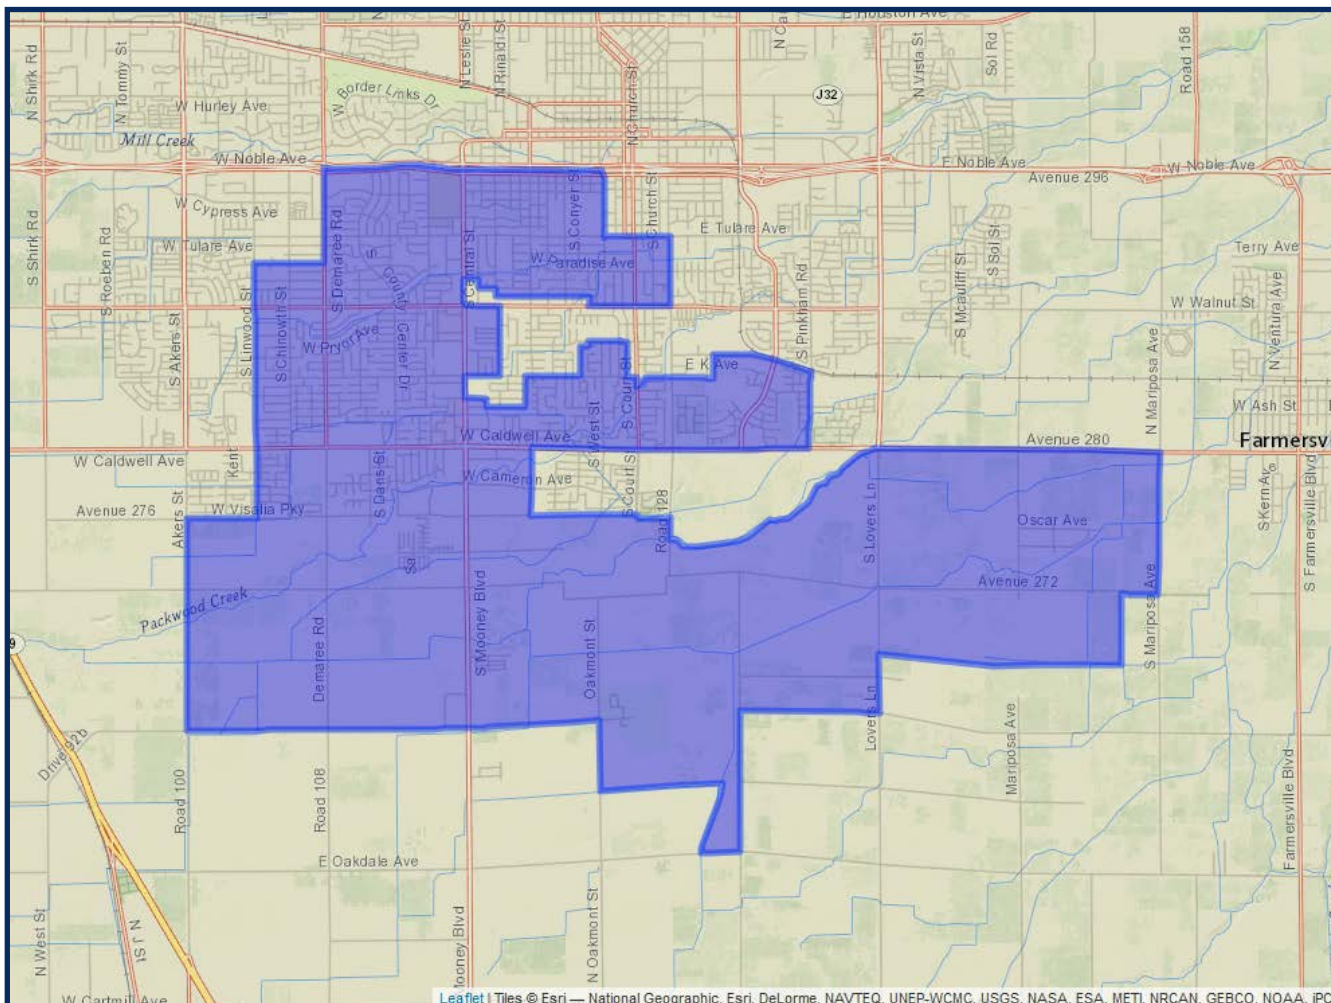 E Houston Ave
Road 158
N Shirk Rd
N Tommy St
N Leslie St
N Rinaldi St
N Vista St
Sol Rd
W Border Links Dr
J32
W Hurley Ave
N Church St
Mill Creek
W Noble Ave
E Noble Ave
W Noble Ave
Avenue 296
W Cypress Ave
S Conyer St
S Church St
S Shirk Rd
S Roeben Rd
W Tulare Ave
S Demaree Rd
E Tulare Ave
S Sol St
Terry Ave
S County Center Dr
S Central St
W Paradise Ave
S Mcauliff St
S Linwood St
S Chinowth St
S Pinkham Rd
W Walnut St
N Ventura Ave
S Akers St
W Pryor Ave
E K Ave
N Mariposa Ave
S Court St
W Ash St
S West St
W Caldwell Ave
Avenue 280
Farmersv
W Caldwell Ave
Kent
S Dans St
W Cameron Ave
S Court St
Road 128
S Lovers Ln
S Kern Ave
S Farmersville Blvd
Akers St
Avenue 276
W Visalia Pky
Oscar Ave
Sa
Avenue 272
Packwood Creek
S Mooney Blvd
Demaree Rd
Oakmont St
S Mariposa Ave
9
Lovers Ln
Mariposa Ave
Drive 92b
Road 100
Road 108
Farmersville Blvd
E Oakdale Ave
N West St
N J St
Mooney Blvd
N Oakmont St
W Cartmill Ave
Leaflet | Tiles © Esri — National Geographic, Esri, DeLorme, NAVTEQ, UNEP-WCMC, USGS, NASA, ESA, METI, NRCAN, GEBCO, NOAA, iPC